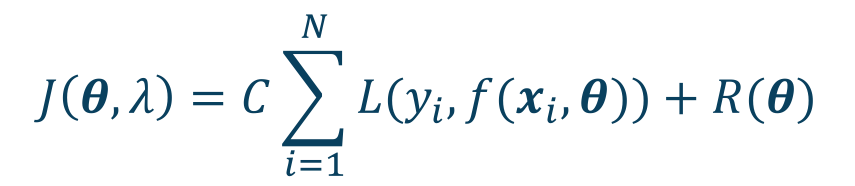 J(θ, λ) = C ∑_{i=1}^{N} L(y_i, f(x_i, θ)) + R(θ)